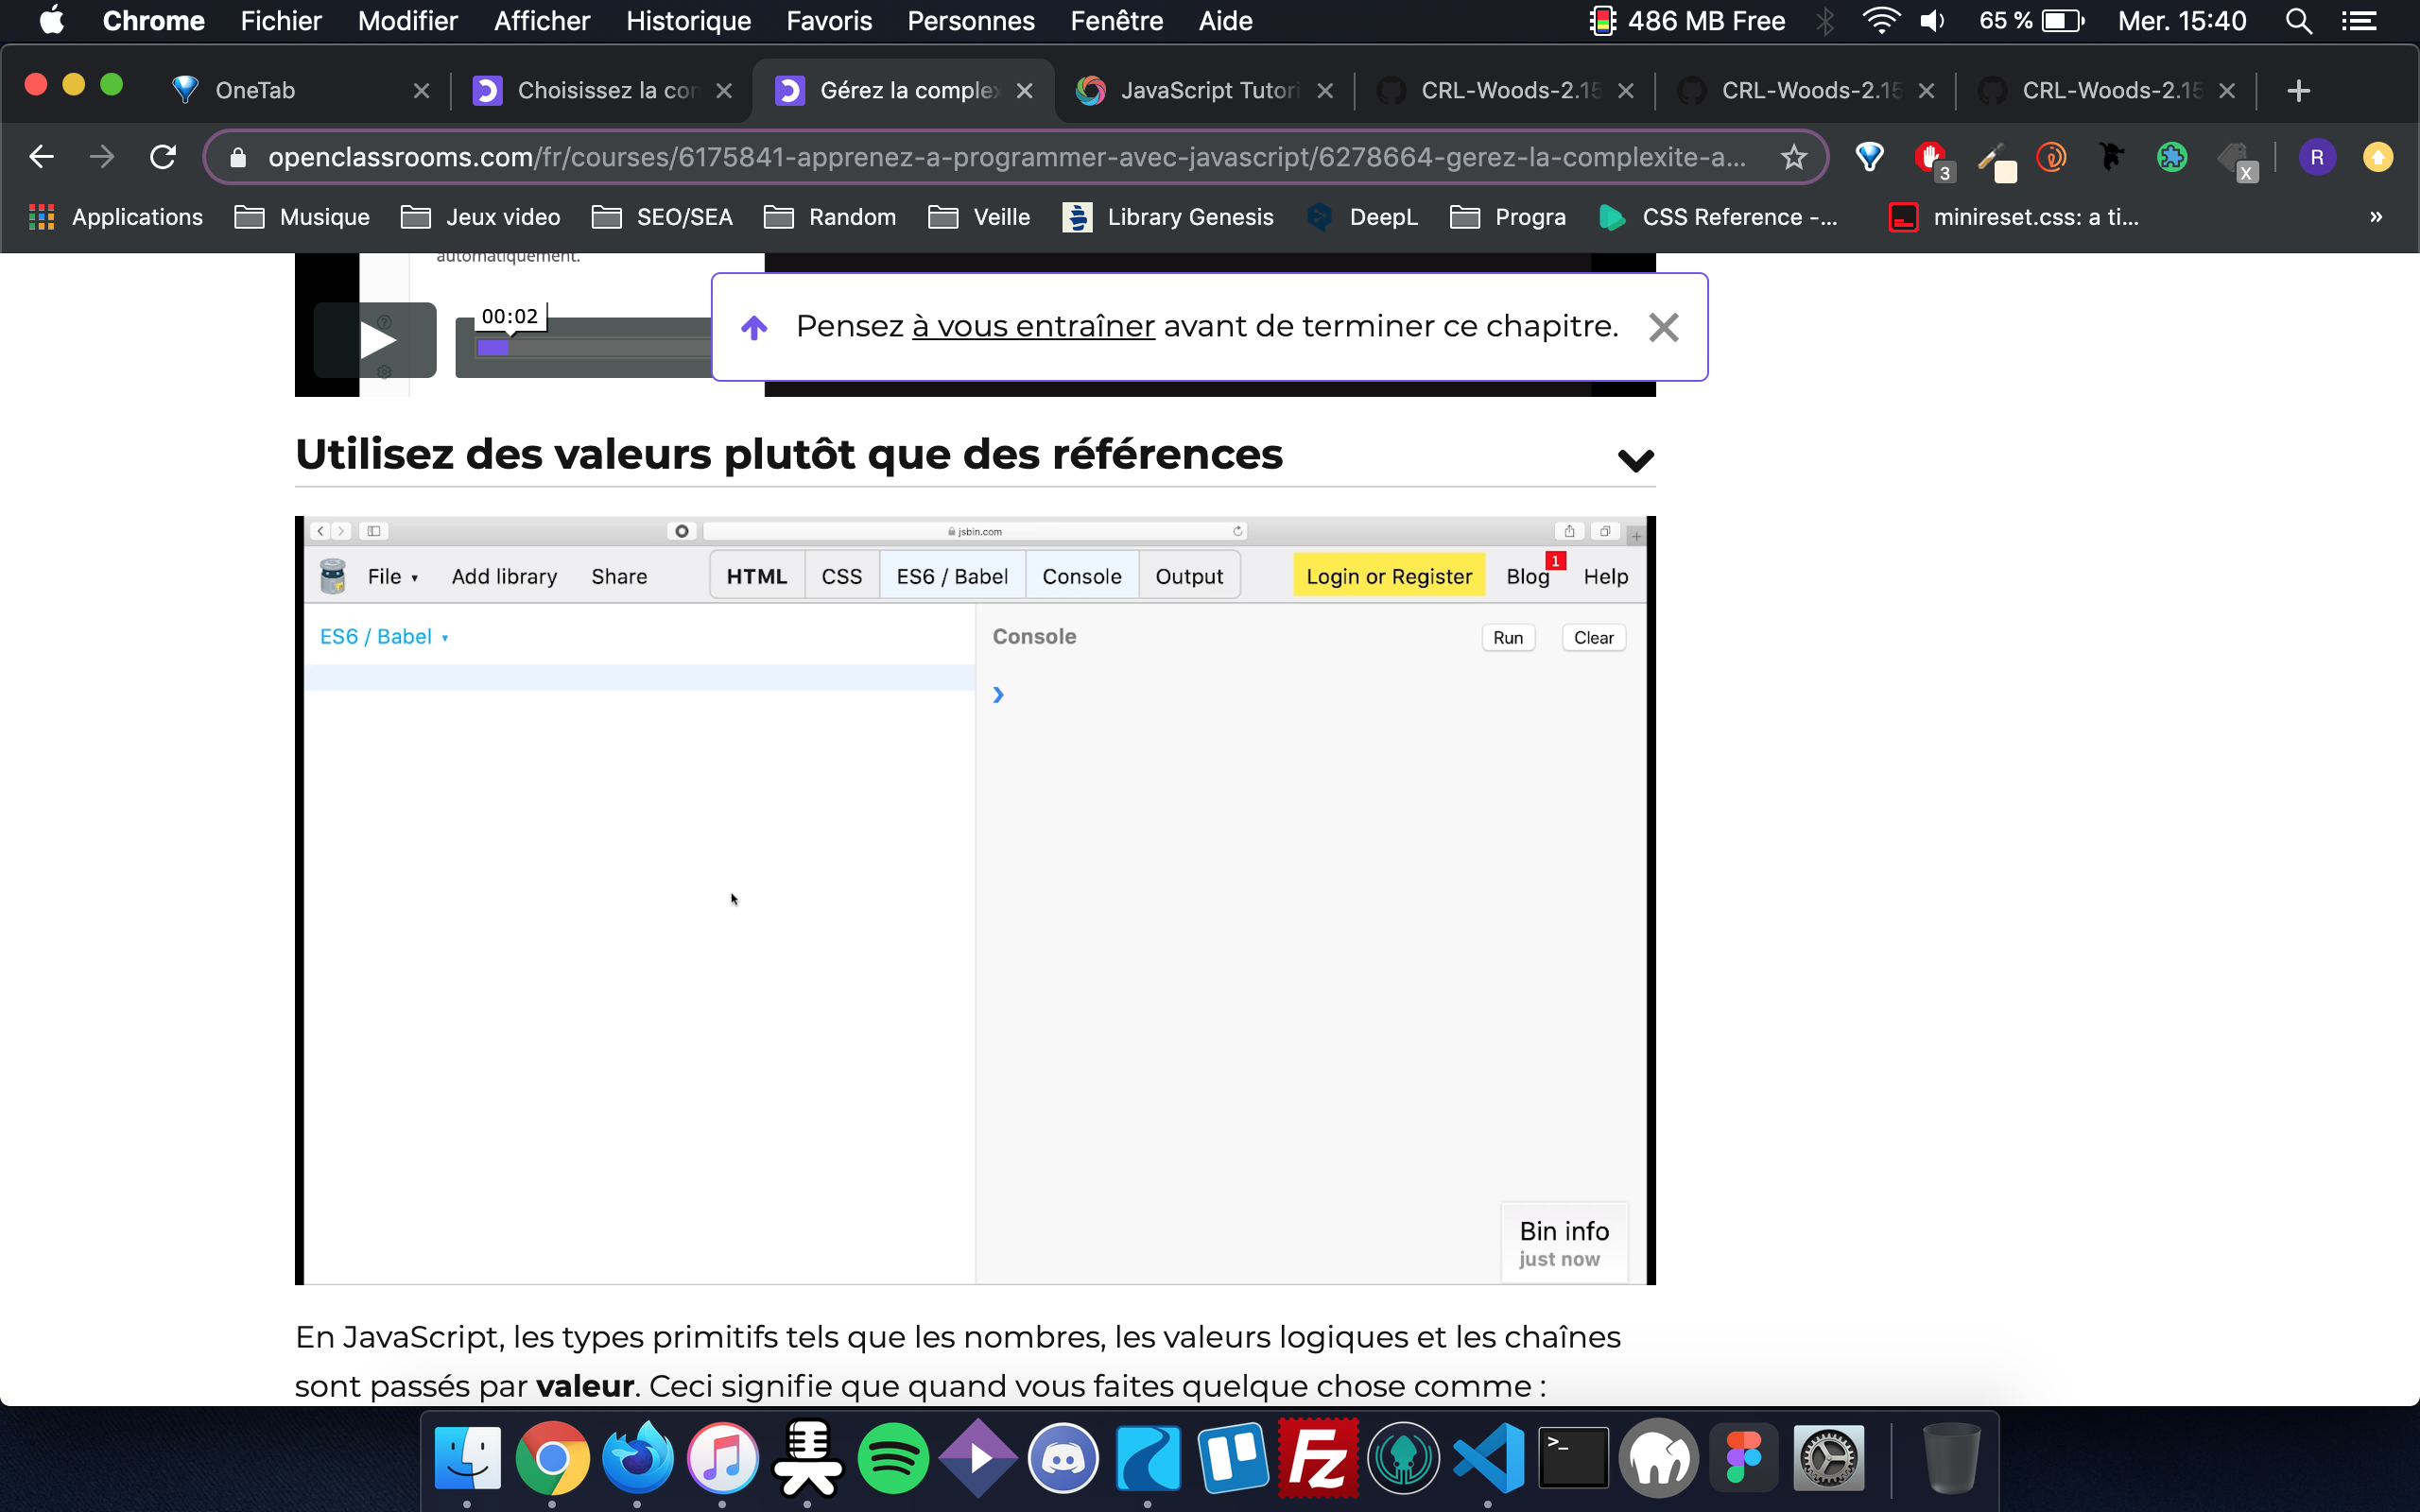 Chrome Fichier Modifier Afficher Historique Favoris Personnes Fenêtre Aide 486 MB Free 65 % Mer. 15:40
OneTab Choisissez la cor Gérez la complex JavaScript Tutori CRL-Woods-2.15 CRL-Woods-2.15 CRL-Woods-2.15
openclassrooms.com/fr/courses/6175841-apprenez-a-programmer-avec-javascript/6278664-gerez-la-complexite-a... 3 X R
Applications Musique Jeux video SEO/SEA Random Veille Library Genesis DeepL Progra CSS Reference -... minireset.css: a ti... »
automatiquement.
00:02
Pensez à vous entraîner avant de terminer ce chapitre.
Utilisez des valeurs plutôt que des références
jsbin.com
File Add library Share HTML CSS ES6 / Babel Console Output Login or Register Blog 1 Help
ES6 / Babel Console Run Clear
Bin info
just now
En JavaScript, les types primitifs tels que les nombres, les valeurs logiques et les chaînes
sont passés par valeur. Ceci signifie que quand vous faites quelque chose comme :
Fz >_